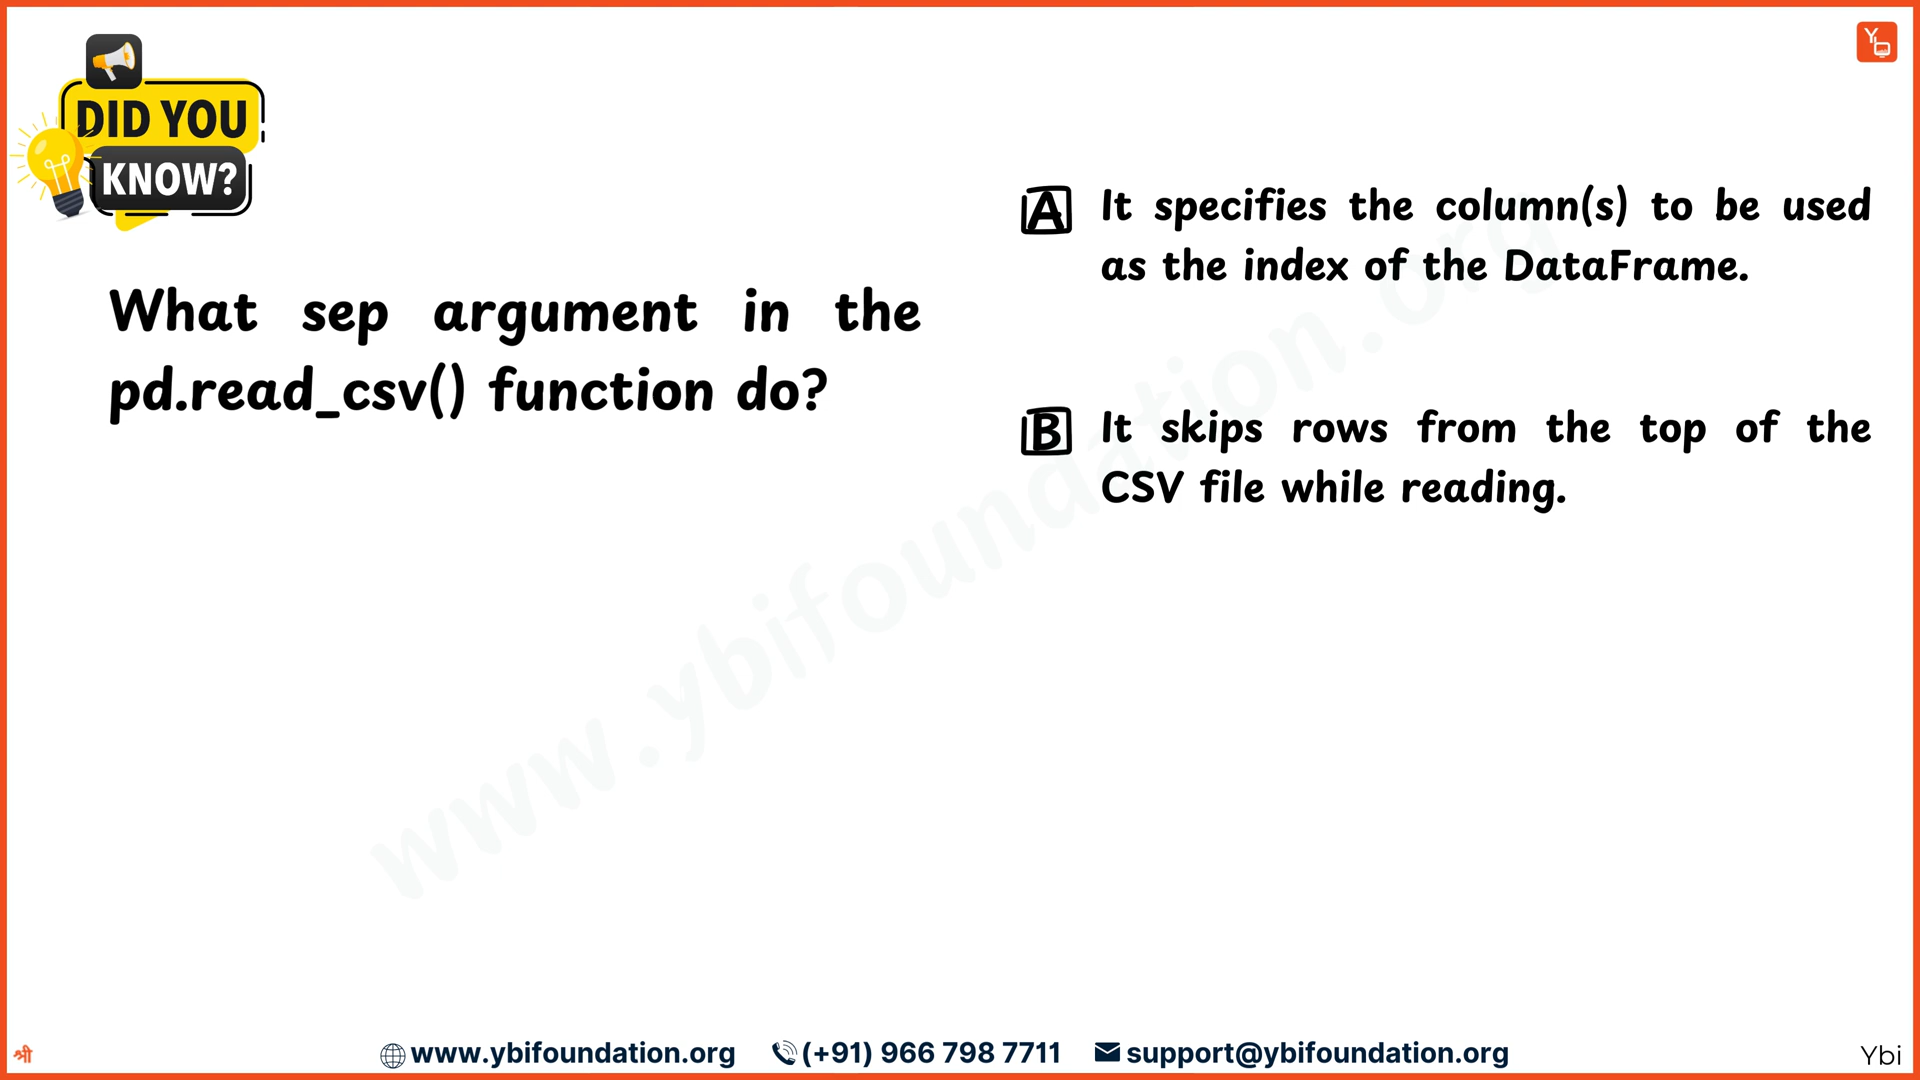 DID YOU
KNOW?
What sep argument in the
pd.read_csv() function do?
A It specifies the column(s) to be used
as the index of the DataFrame.
B It skips rows from the top of the
CSV file while reading.
www.ybifoundation.org
श्री
www.ybifoundation.org (+91) 966 798 7711 support@ybifoundation.org
Ybi